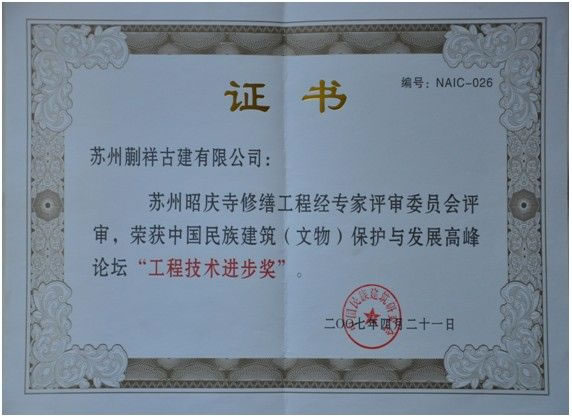 编号：NAIC-026
证书
苏州蒯祥古建有限公司：
苏州昭庆寺修缮工程经专家评审委员会评
审，荣获中国民族建筑（文物）保护与发展高峰
论坛“工程技术进步奖”。
二〇〇七年四月二十一日